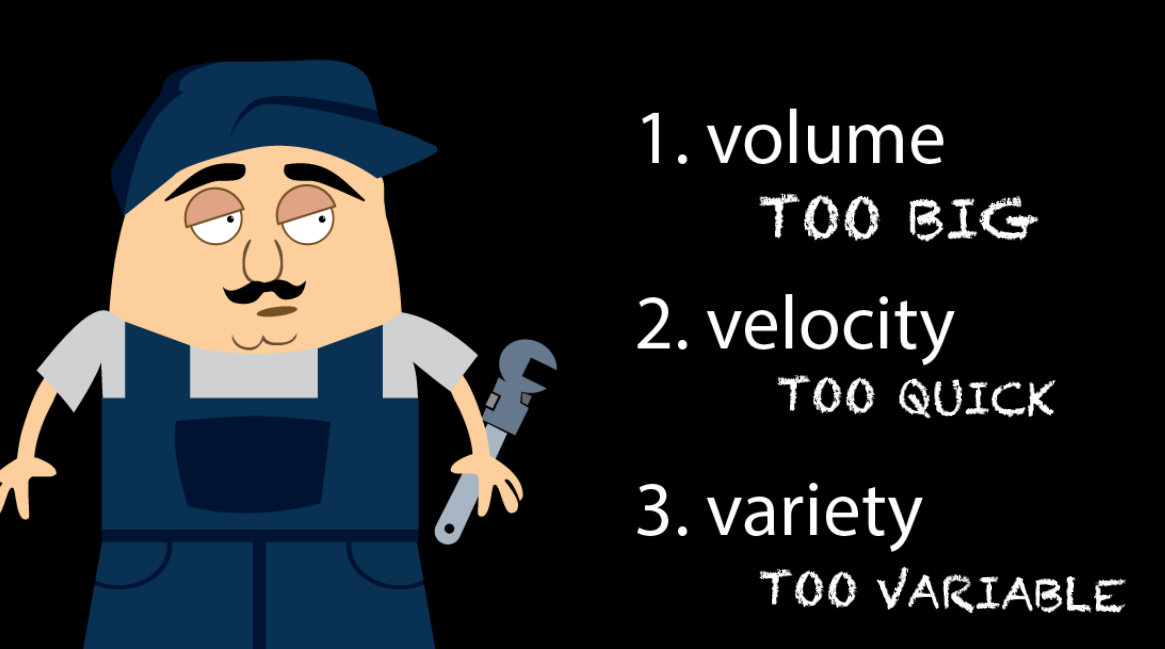 1. volume
TOO BIG
2. velocity
TOO QUICK
3. variety
TOO VARIABLE